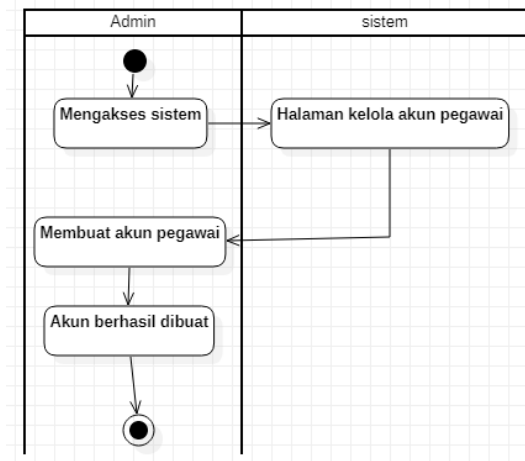 Admin
sistem
Mengakses sistem
Halaman kelola akun pegawai
Membuat akun pegawai
Akun berhasil dibuat